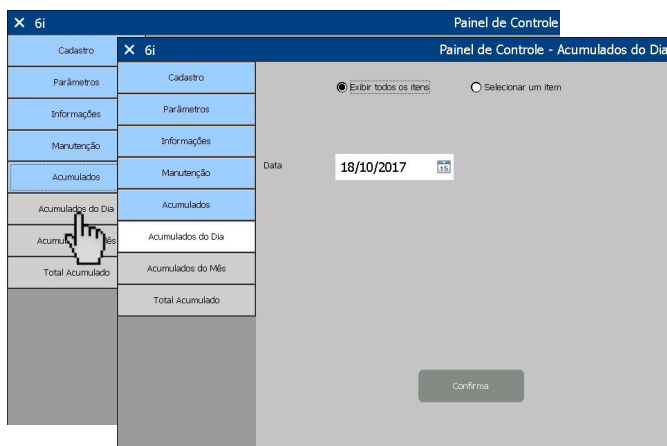 6i Painel de Controle
Cadastro
Parâmetros
Informações
Manutenção
Acumulados
Acumulados do Dia
Total Acumulado
6i Painel de Controle - Acumulados do Dia
Cadastro
Parâmetros
Informações
Manutenção
Acumulados
Acumulados do Dia
Acumulados do Mês
Total Acumulado
Exibir todos os itens Selecionar um item
Data 18/10/2017 15
Confirma